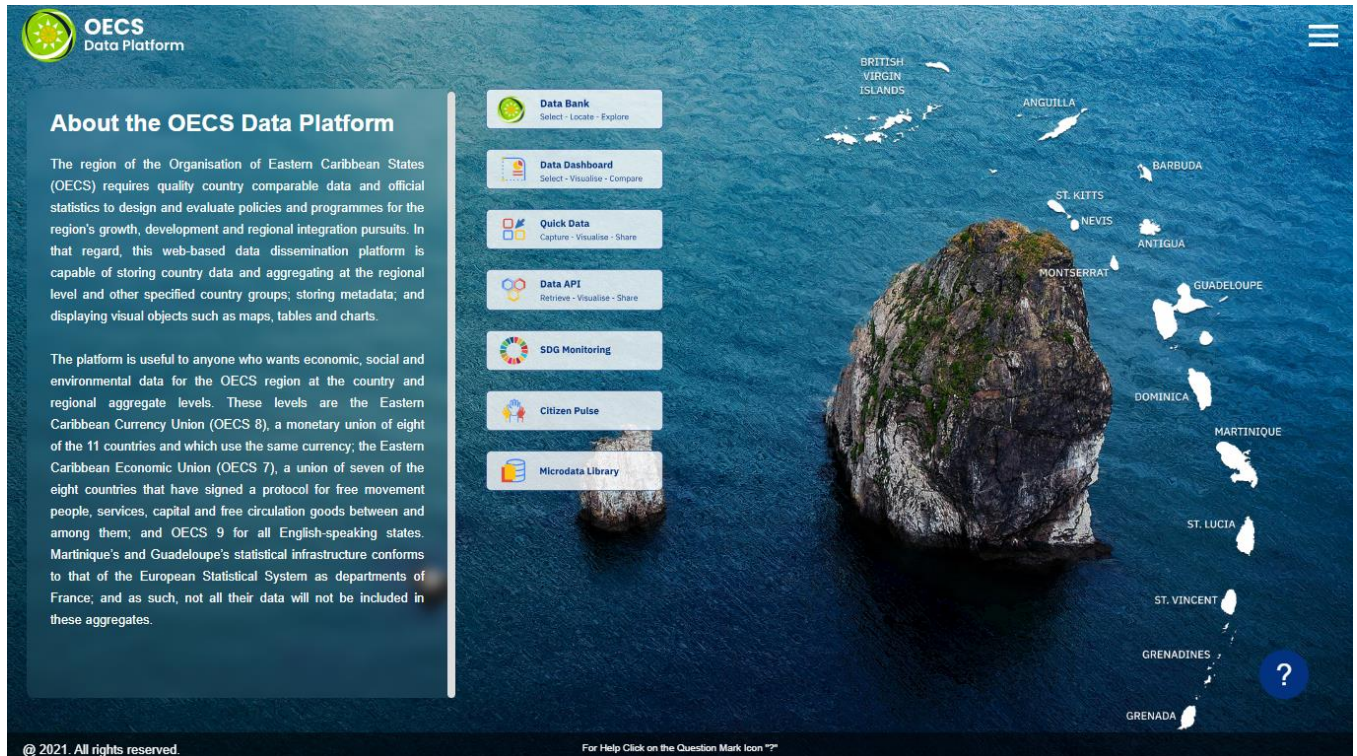 OECS
Data Platform
About the OECS Data Platform
The region of the Organisation of Eastern Caribbean States
(OECS) requires quality country comparable data and official
statistics to design and evaluate policies and programmes for the
region's growth, development and regional integration pursuits. In
that regard, this web-based data dissemination platform is
capable of storing country data and aggregating at the regional
level and other specified country groups; storing metadata; and
displaying visual objects such as maps, tables and charts.
The platform is useful to anyone who wants economic, social and
environmental data for the OECS region at the country and
regional aggregate levels. These levels are the Eastern
Caribbean Currency Union (OECS 8), a monetary union of eight
of the 11 countries and which use the same currency; the Eastern
Caribbean Economic Union (OECS 7), a union of seven of the
eight countries that have signed a protocol for free movement
people, services, capital and free circulation goods between and
among them; and OECS 9 for all English-speaking states.
Martinique's and Guadeloupe's statistical infrastructure conforms
to that of the European Statistical System as departments of
France; and as such, not all their data will not be included in
these aggregates.
Data Bank
Select - Locate - Explore
Data Dashboard
Select - Visualise - Compare
Quick Data
Capture - Visualise - Share
Data API
Retrieve - Visualise - Share
SDG Monitoring
Citizen Pulse
Microdata Library
BRITISH
VIRGIN
ISLANDS
ANGUILLA
BARBUDA
ST. KITTS
NEVIS
ANTIGUA
MONTSERRAT
GUADELOUPE
DOMINICA
MARTINIQUE
ST. LUCIA
ST. VINCENT
GRENADINES
GRENADA
?
@ 2021. All rights reserved.
For Help Click on the Question Mark Icon "?"